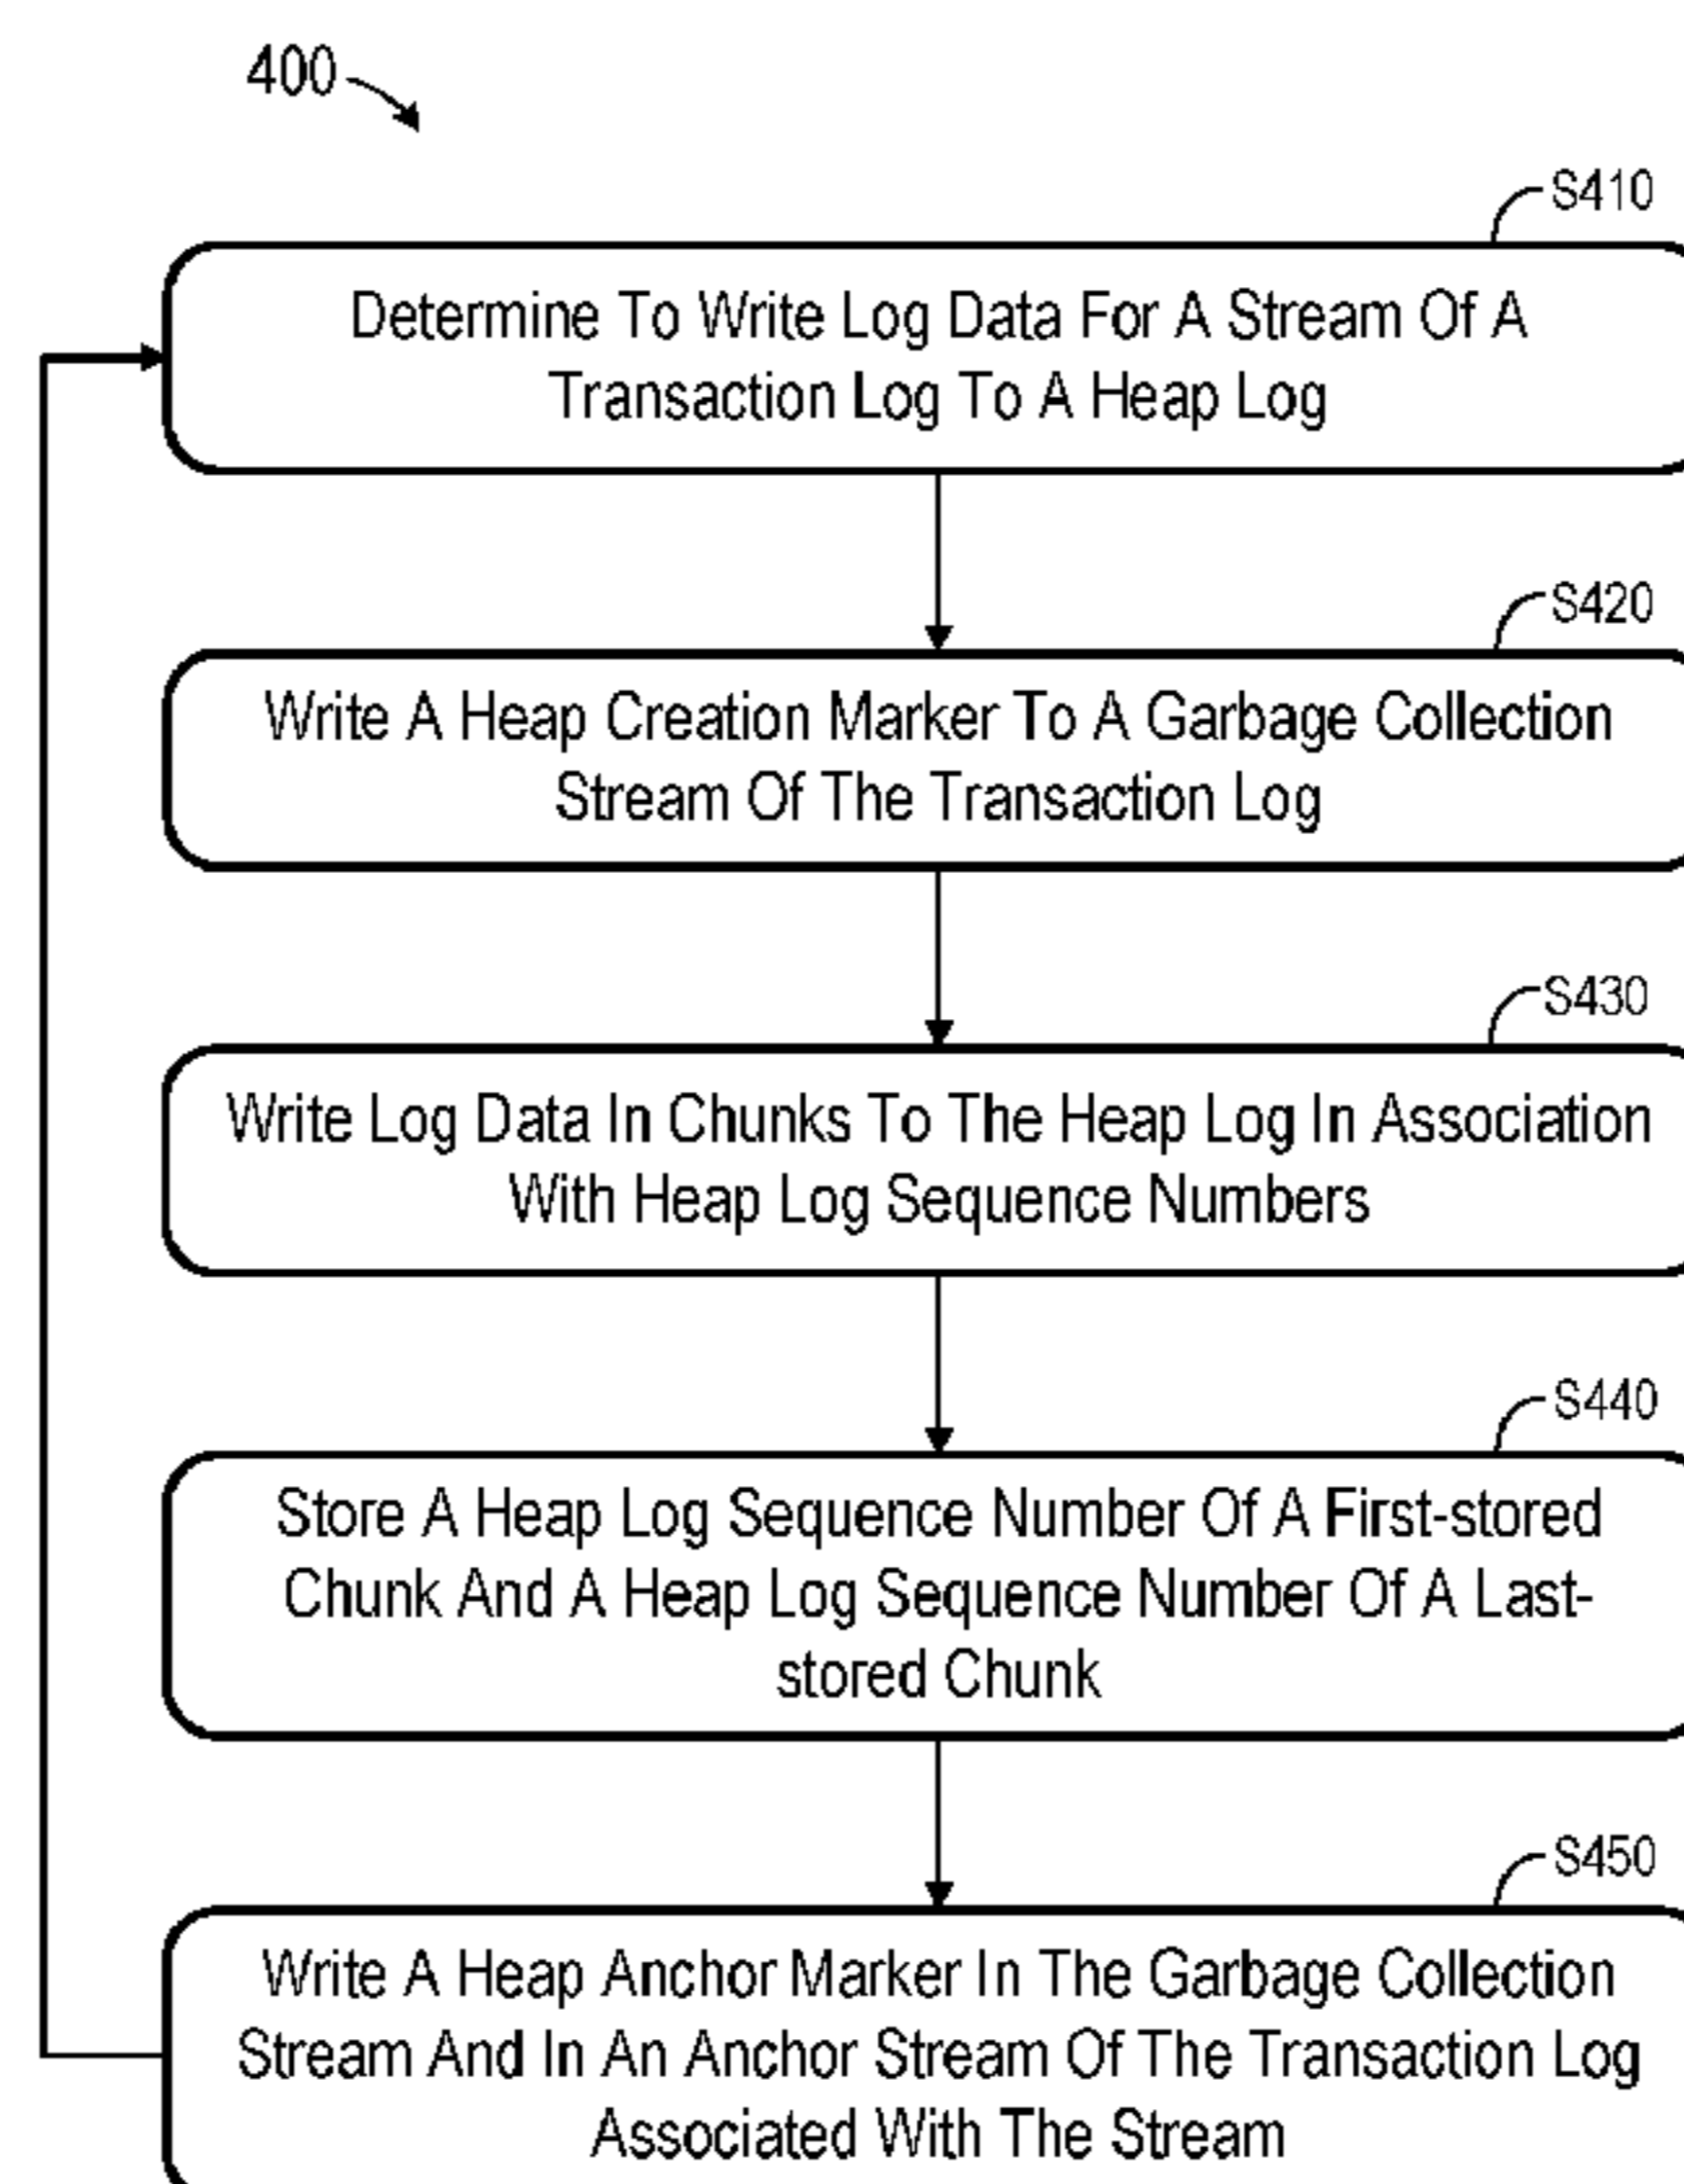 400
S410
Determine To Write Log Data For A Stream Of A
Transaction Log To A Heap Log
S420
Write A Heap Creation Marker To A Garbage Collection
Stream Of The Transaction Log
S430
Write Log Data In Chunks To The Heap Log In Association
With Heap Log Sequence Numbers
S440
Store A Heap Log Sequence Number Of A First-stored
Chunk And A Heap Log Sequence Number Of A Last-
stored Chunk
S450
Write A Heap Anchor Marker In The Garbage Collection
Stream And In An Anchor Stream Of The Transaction Log
Associated With The Stream